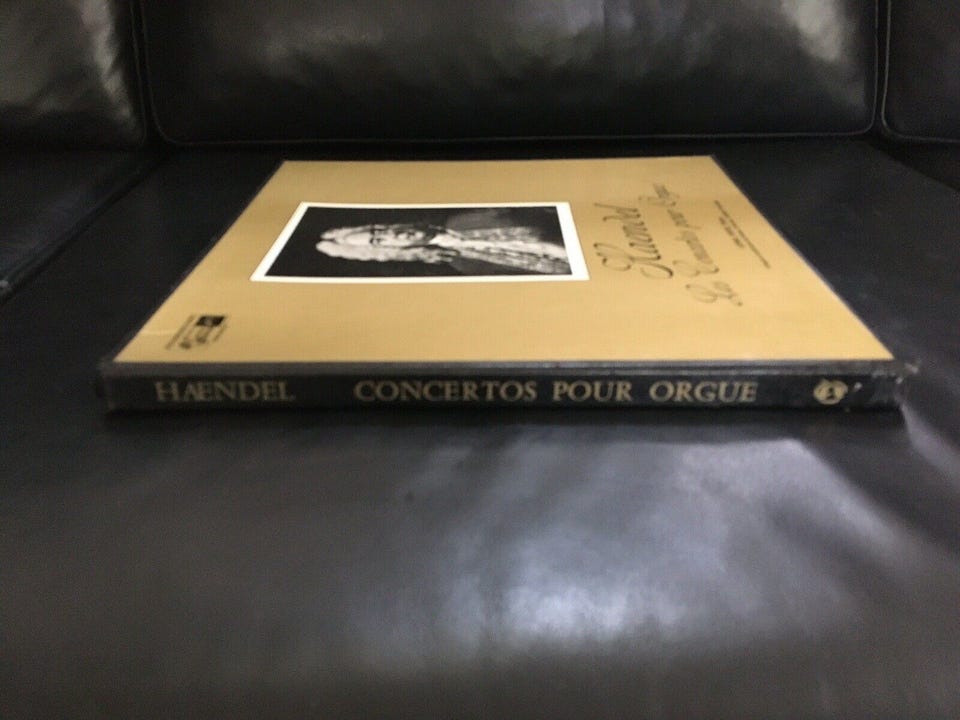 Haendel
Les Concertos pour Orgue
HAENDEL CONCERTOS POUR ORGUE